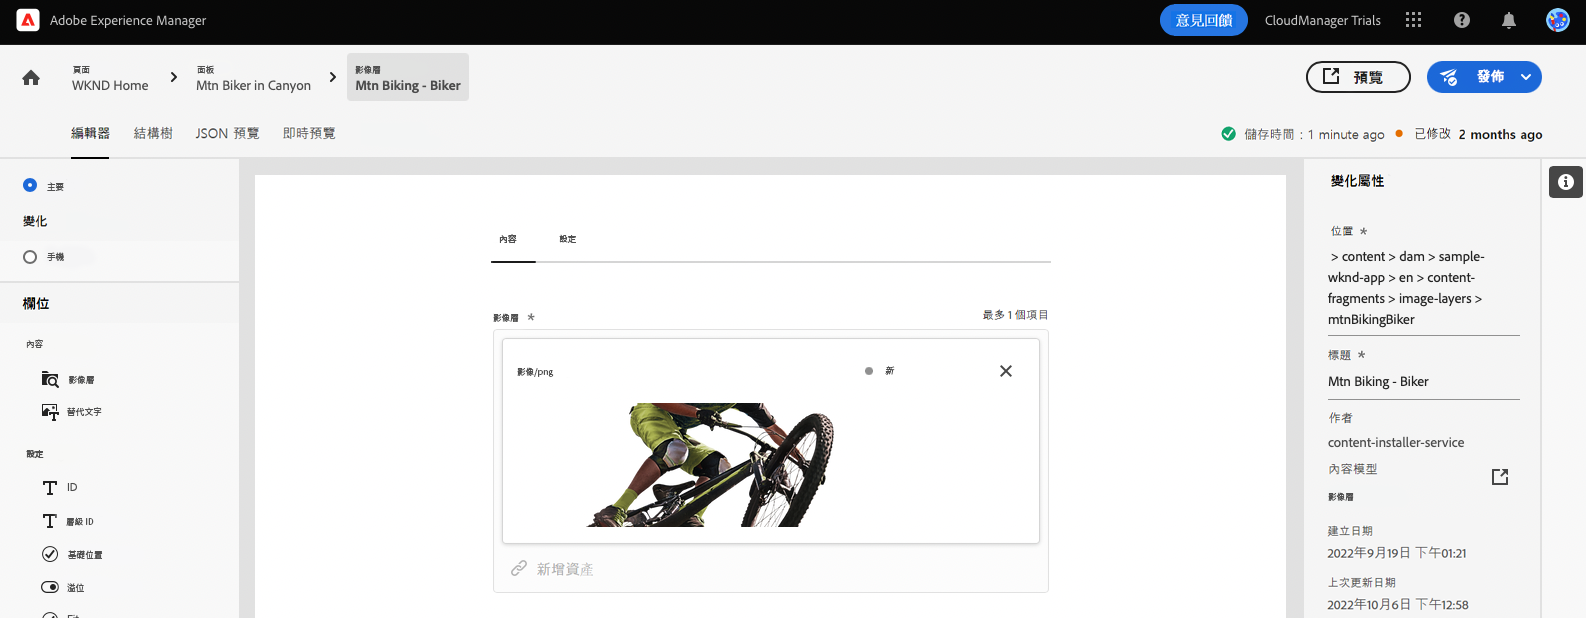 Adobe Experience Manager
意見回饋
CloudManager Trials
頁面
WKND Home
面板
Mtn Biker in Canyon
影像層
Mtn Biking - Biker
預覽
發佈
編輯器
結構樹
JSON 預覽
即時預覽
儲存時間：1 minute ago
已修改 2 months ago
主要
變化
手機
欄位
內容
影像層
替代文字
設定
ID
層級 ID
基礎位置
溢位
Fit
內容
設定
影像層 *
最多 1 個項目
影像/png
新
新增資產
變化屬性
位置 *
> content > dam > sample-
wknd-app > en > content-
fragments > image-layers >
mtnBikingBiker
標題 *
Mtn Biking - Biker
作者
content-installer-service
內容模型
影像層
建立日期
2022年9月19日 下午01:21
上次更新日期
2022年10月6日 下午12:58